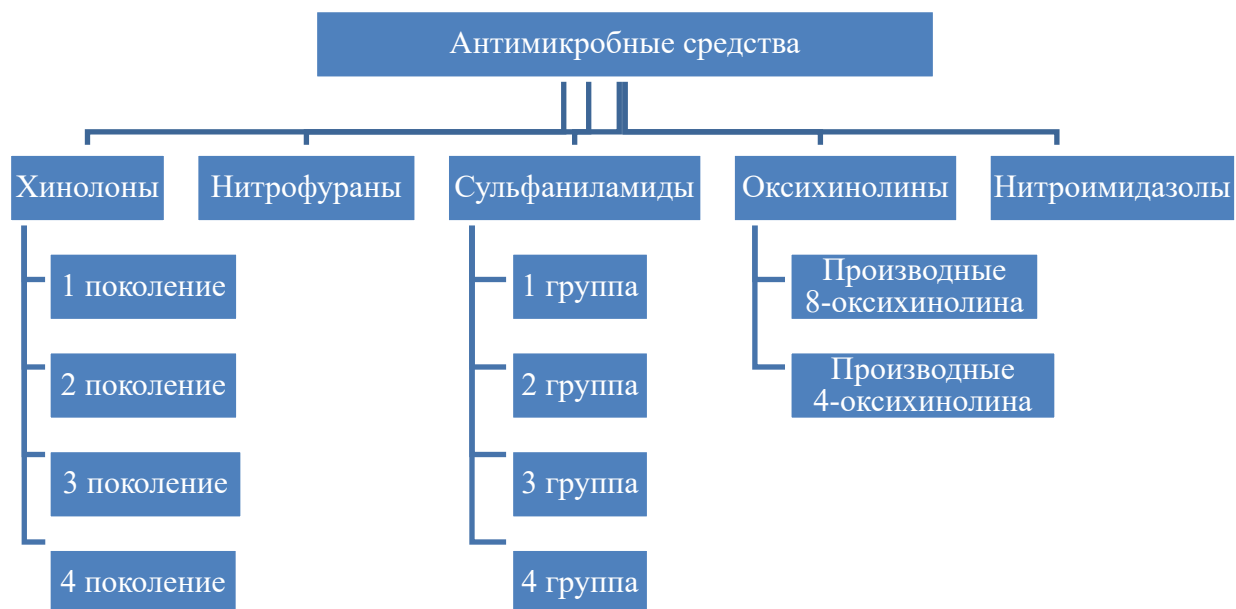 Антимикробные средства
Хинолоны
Нитрофураны
Сульфаниламиды
Оксихинолины
Нитроимидазолы
1 поколение
2 поколение
3 поколение
4 поколение
1 группа
2 группа
3 группа
4 группа
Производные
8-оксихинолина
Производные
4-оксихинолина